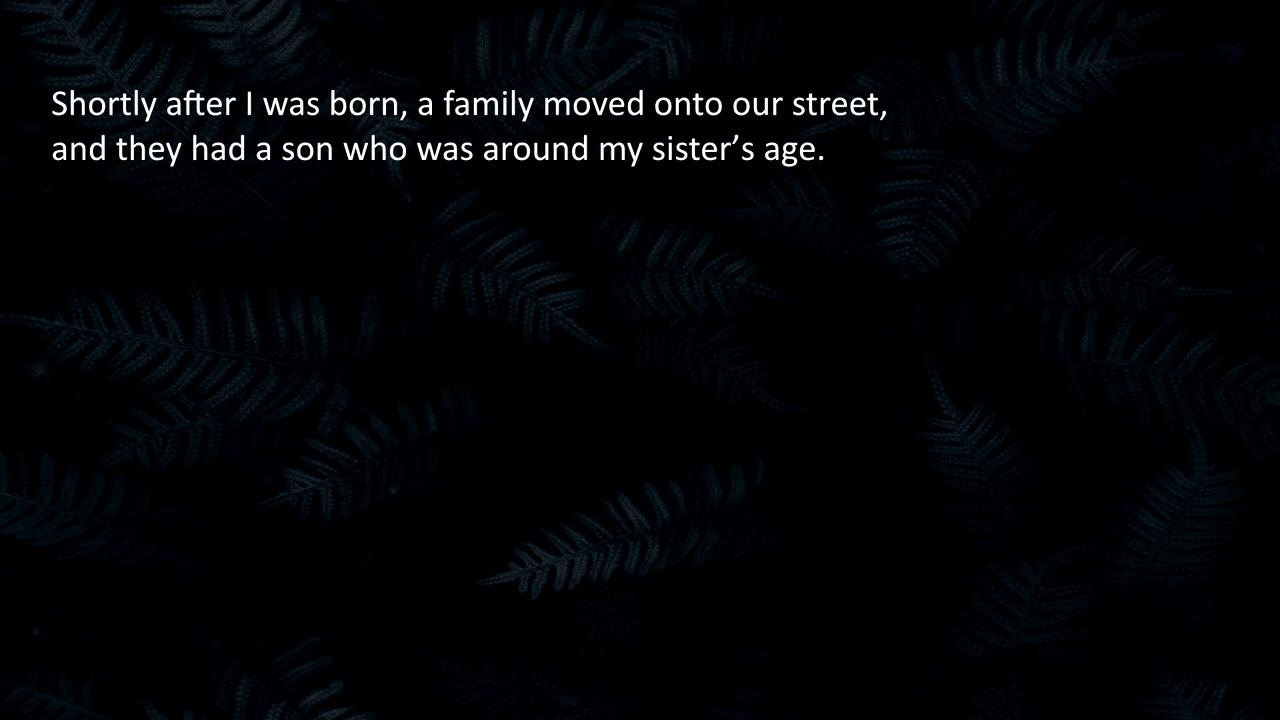 Shortly after I was born, a family moved onto our street,
and they had a son who was around my sister’s age.